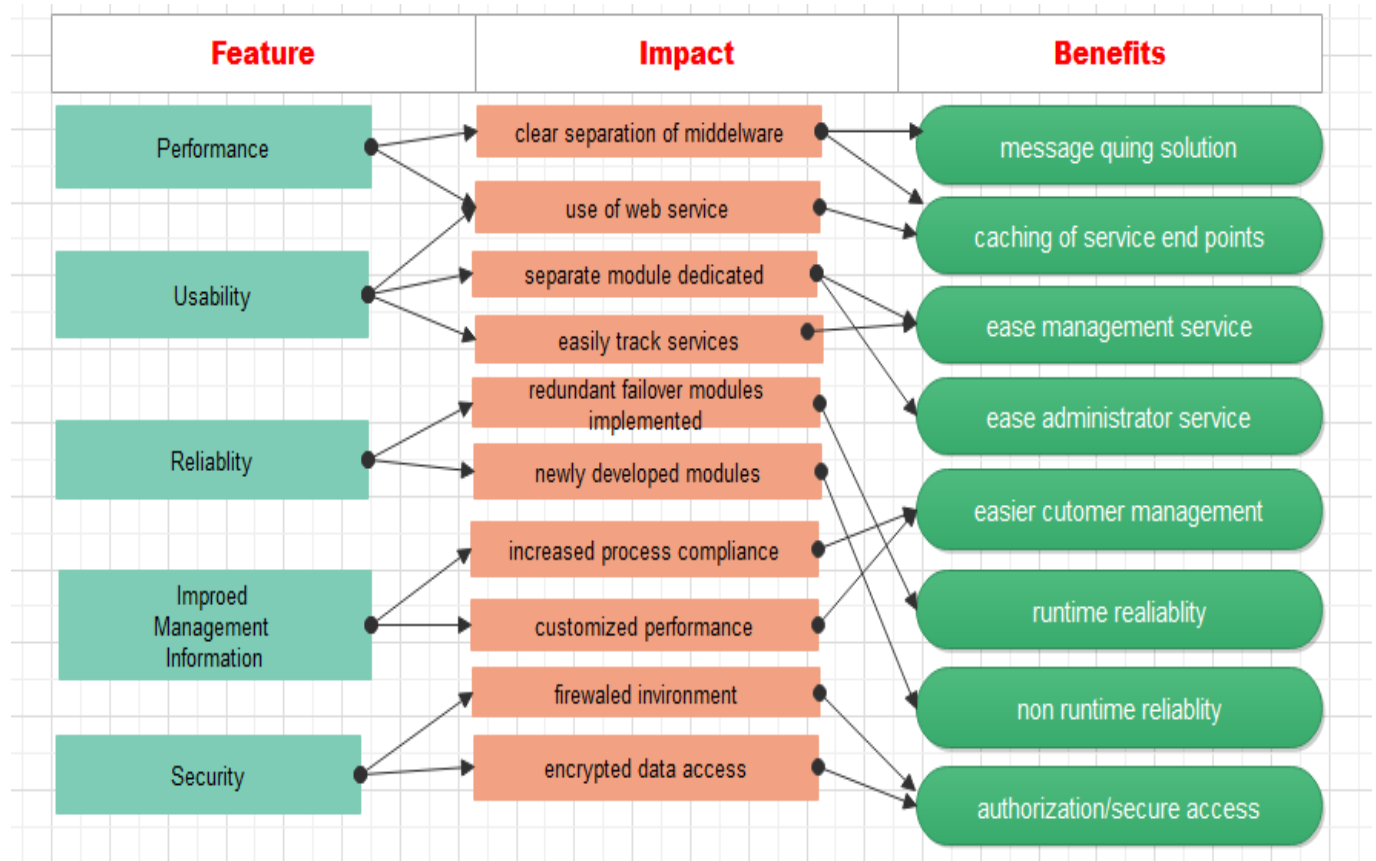 Feature
Impact
Benefits
Performance
clear separation of middelware
message quing solution
use of web service
caching of service end points
Usability
separate module dedicated
ease management service
easily track services
ease administrator service
Reliablity
redundant failover modules
implemented
newly developed modules
easier cutomer management
increased process compliance
Improed
Management
Information
customized performance
runtime realiablity
firewaled invironment
non runtime reliablity
Security
encrypted data access
authorization/secure access